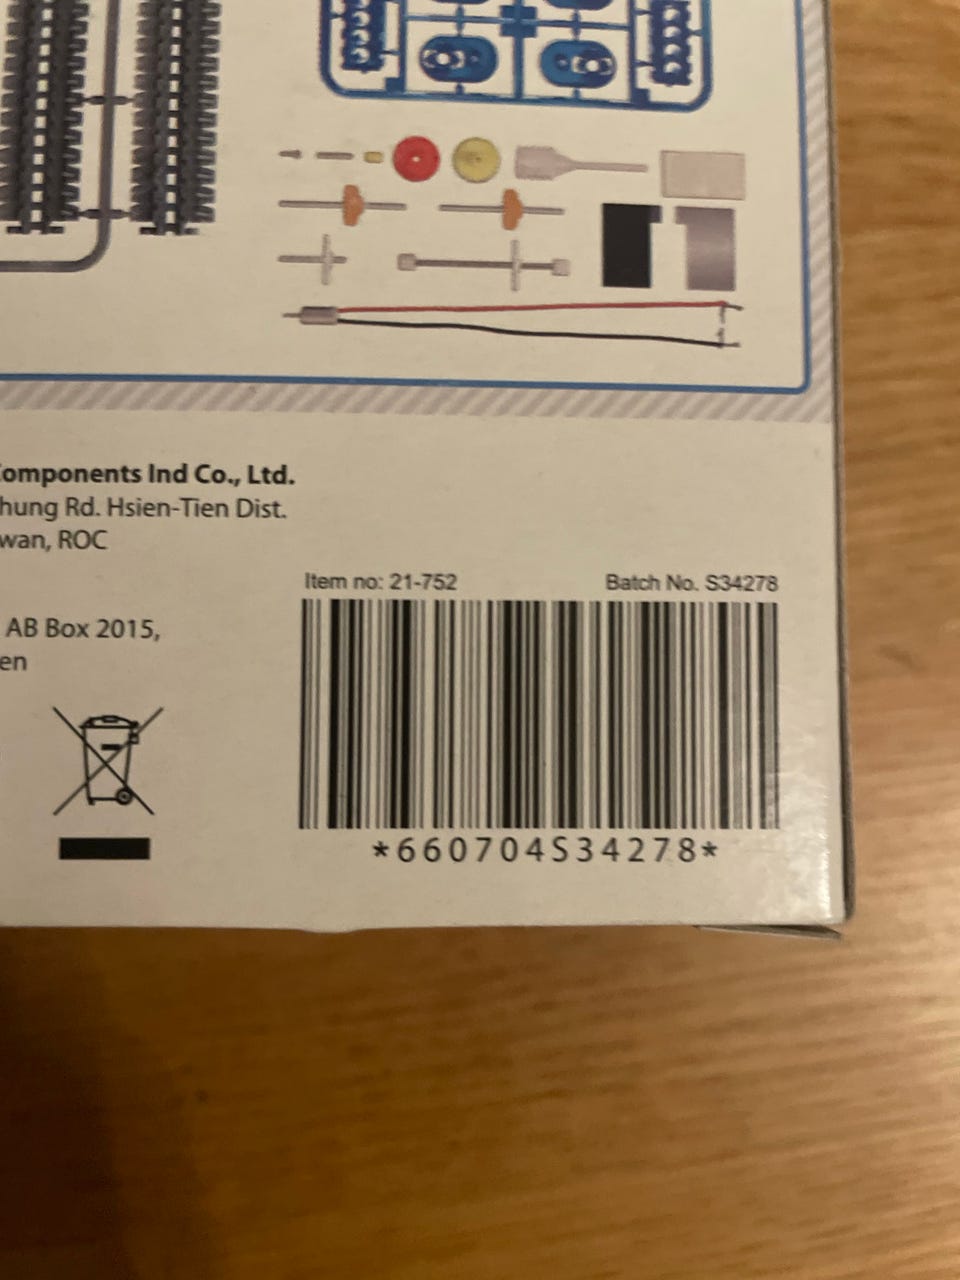 Components Ind Co., Ltd.
hung Rd. Hsien-Tien Dist.
wan, ROC
AB Box 2015,
en
Item no: 21-752
Batch No. S34278
*660704S34278*